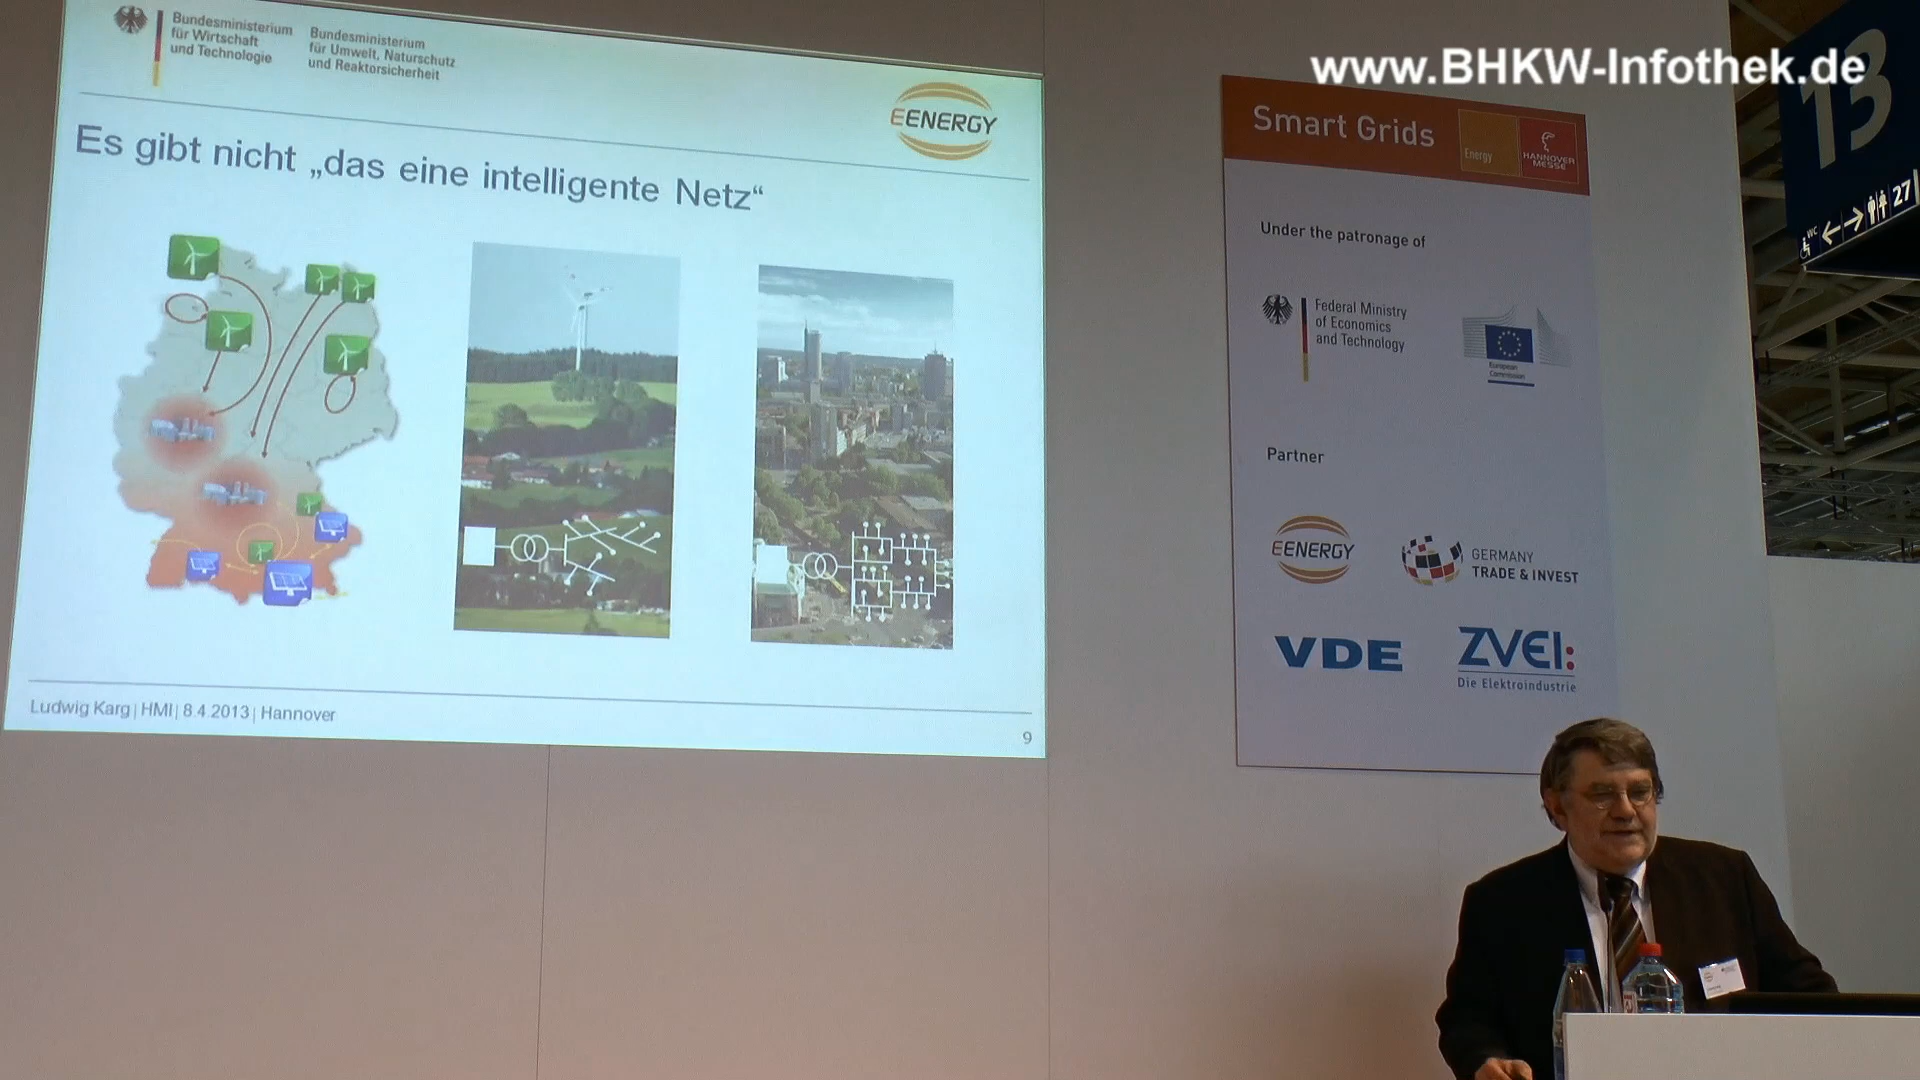 www.BHKW-Infothek.de
Bundesministerium
für Wirtschaft
und Technologie
Bundesministerium
für Umwelt, Naturschutz
und Reaktorsicherheit
EENERGY
Es gibt nicht „das eine intelligente Netz“
Ludwig Karg | HMI | 8.4.2013 | Hannover
9
Smart Grids
Energy
HANNOVER
MESSE
Under the patronage of
Federal Ministry
of Economics
and Technology
European
Commission
Partner
EENERGY
GERMANY
TRADE & INVEST
VDE
ZVEI:
Die Elektroindustrie
13
WC
27